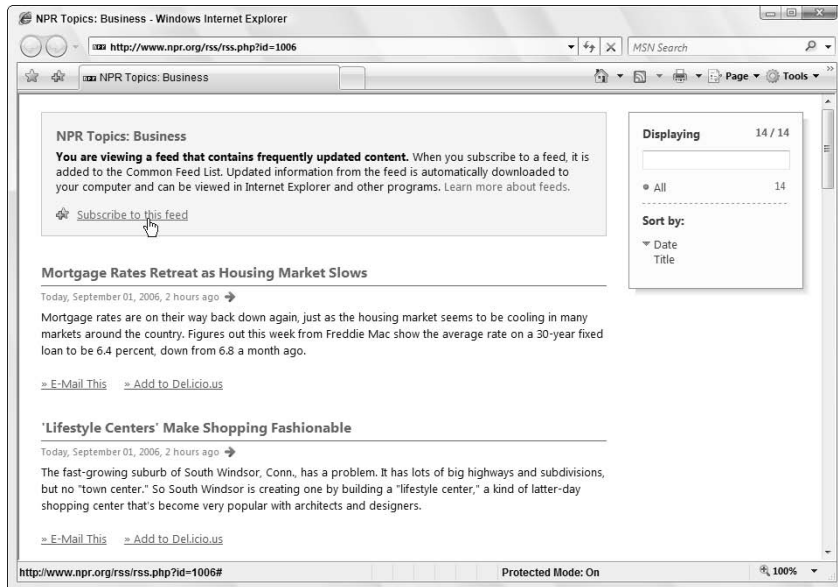 NPR Topics: Business - Windows Internet Explorer
http://www.npr.org/rss/rss.php?id=1006
MSN Search
NPR Topics: Business
Page
Tools
NPR Topics: Business
You are viewing a feed that contains frequently updated content. When you subscribe to a feed, it is
added to the Common Feed List. Updated information from the feed is automatically downloaded to
your computer and can be viewed in Internet Explorer and other programs. Learn more about feeds.
Subscribe to this feed
Displaying 14 / 14
All 14
Sort by:
Date
Title
Mortgage Rates Retreat as Housing Market Slows
Today, September 01, 2006, 2 hours ago
Mortgage rates are on their way back down again, just as the housing market seems to be cooling in many
markets around the country. Figures out this week from Freddie Mac show the average rate on a 30-year fixed
loan to be 6.4 percent, down from 6.8 a month ago.
» E-Mail This » Add to Del.icio.us
'Lifestyle Centers' Make Shopping Fashionable
Today, September 01, 2006, 2 hours ago
The fast-growing suburb of South Windsor, Conn., has a problem. It has lots of big highways and subdivisions,
but no "town center." So South Windsor is creating one by building a "lifestyle center," a kind of latter-day
shopping center that's become very popular with architects and designers.
» E-Mail This » Add to Del.icio.us
http://www.npr.org/rss/rss.php?id=1006#
Protected Mode: On
100%